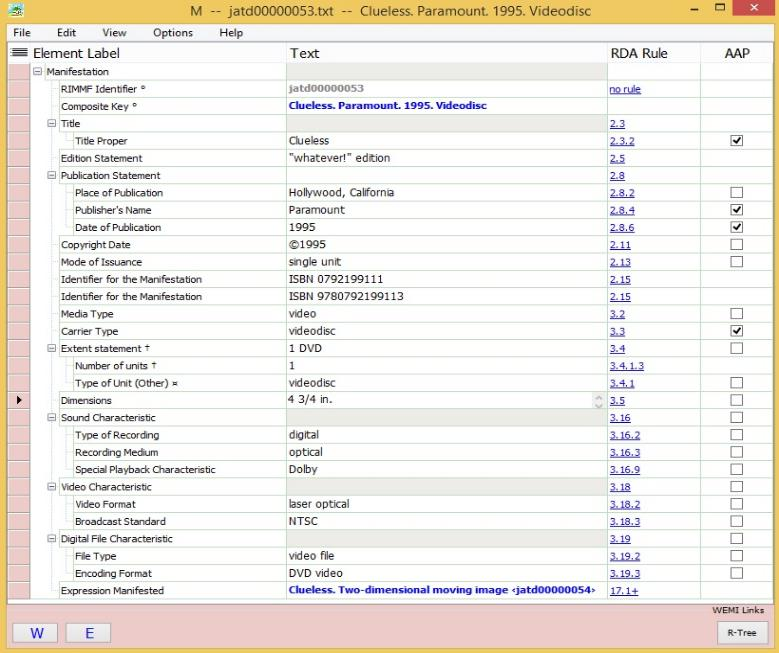 M -- jatd00000053.txt -- Clueless. Paramount. 1995. Videodisc
File Edit View Options Help
Element Label Text RDA Rule AAP
Manifestation
RIMMF Identifier ° jatd00000053 no rule
Composite Key ° Clueless. Paramount. 1995. Videodisc
Title 2.3
Title Proper Clueless 2.3.2
Edition Statement "whatever!" edition 2.5
Publication Statement 2.8
Place of Publication Hollywood, California 2.8.2
Publisher's Name Paramount 2.8.4
Date of Publication 1995 2.8.6
Copyright Date ©1995 2.11
Mode of Issuance single unit 2.13
Identifier for the Manifestation ISBN 0792199111 2.15
Identifier for the Manifestation ISBN 9780792199113 2.15
Media Type video 3.2
Carrier Type videodisc 3.3
Extent statement † 1 DVD 3.4
Number of units † 1 3.4.1.3
Type of Unit (Other) ¤ videodisc 3.4.1
Dimensions 4 3/4 in. 3.5
Sound Characteristic 3.16
Type of Recording digital 3.16.2
Recording Medium optical 3.16.3
Special Playback Characteristic Dolby 3.16.9
Video Characteristic 3.18
Video Format laser optical 3.18.2
Broadcast Standard NTSC 3.18.3
Digital File Characteristic 3.19
File Type video file 3.19.2
Encoding Format DVD video 3.19.3
Expression Manifested Clueless. Two-dimensional moving image <jatd00000054> 17.1+
WEMI Links
W E R-Tree